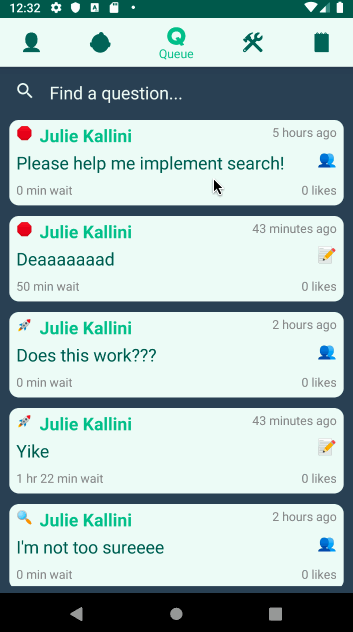 12:32
Queue
Find a question...
Julie Kallini 5 hours ago
Please help me implement search!
0 min wait 0 likes
Julie Kallini 43 minutes ago
Deaaaaaaad
50 min wait 0 likes
Julie Kallini 2 hours ago
Does this work???
0 min wait 0 likes
Julie Kallini 43 minutes ago
Yike
1 hr 22 min wait 0 likes
Julie Kallini 2 hours ago
I'm not too sureeee
0 min wait 0 likes